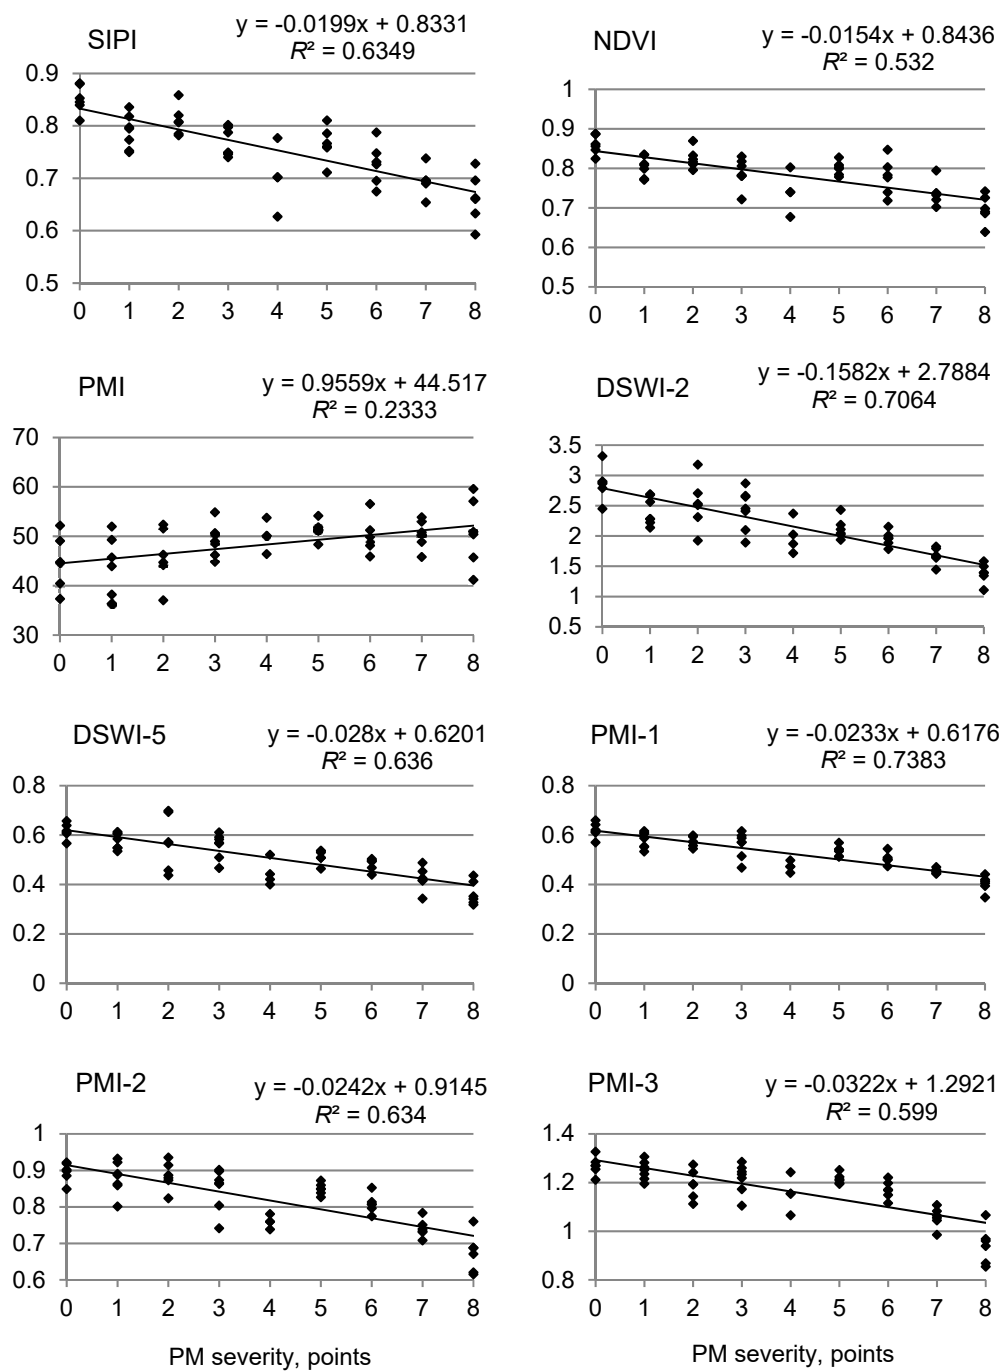 SIPI
y = -0.0199x + 0.8331
R² = 0.6349
0.9
0.8
0.7
0.6
0.5
0 1 2 3 4 5 6 7 8
NDVI
y = -0.0154x + 0.8436
R² = 0.532
1
0.9
0.8
0.7
0.6
0.5
0 1 2 3 4 5 6 7 8
PMI
y = 0.9559x + 44.517
R² = 0.2333
70
60
50
40
30
0 1 2 3 4 5 6 7 8
DSWI-2
y = -0.1582x + 2.7884
R² = 0.7064
3.5
3
2.5
2
1.5
1
0.5
0 1 2 3 4 5 6 7 8
DSWI-5
y = -0.028x + 0.6201
R² = 0.636
0.8
0.6
0.4
0.2
0
0 1 2 3 4 5 6 7 8
PMI-1
y = -0.0233x + 0.6176
R² = 0.7383
0.8
0.6
0.4
0.2
0
0 1 2 3 4 5 6 7 8
PMI-2
y = -0.0242x + 0.9145
R² = 0.634
1
0.9
0.8
0.7
0.6
0 1 2 3 4 5 6 7 8
PM severity, points
PMI-3
y = -0.0322x + 1.2921
R² = 0.599
1.4
1.2
1
0.8
0 1 2 3 4 5 6 7 8
PM severity, points